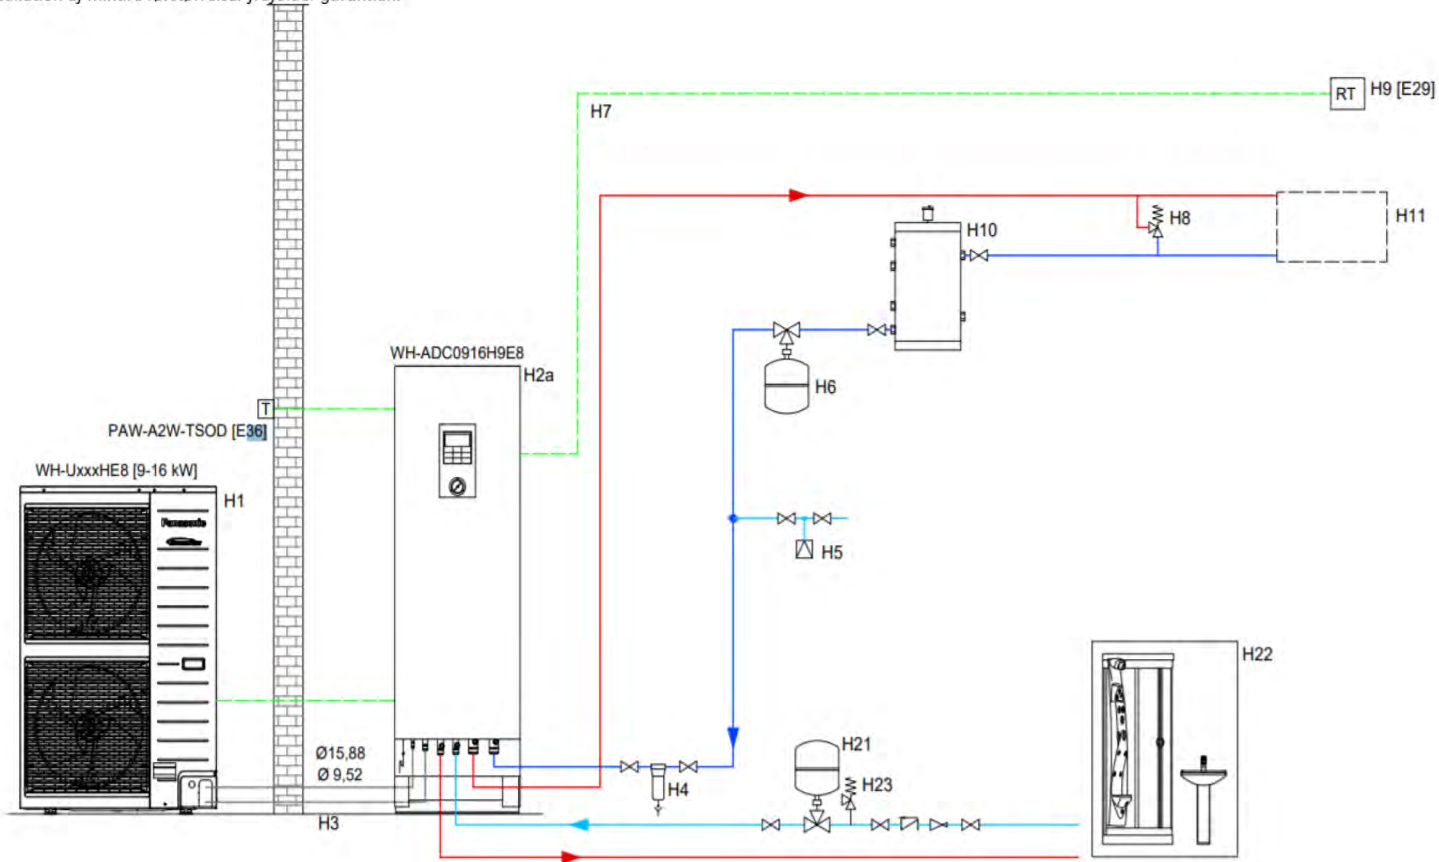 H9 [E29]
RT
H7
H8
H11
H10
WH-ADC0916H9E8
H2a
H6
T
PAW-A2W-TSOD [E36]
WH-UxxxHE8 [9-16 kW]
H1
Panasonic
H5
H22
Ø15,88
Ø 9,52
H21
H23
H4
H3